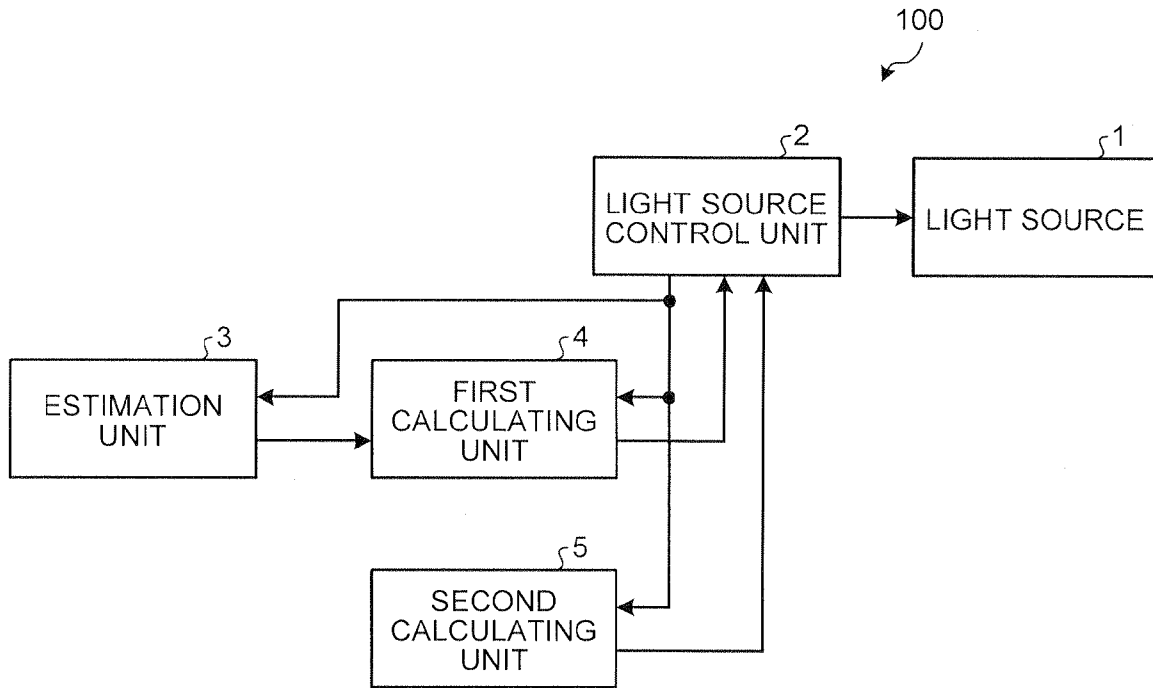 100
2
1
LIGHT SOURCE
CONTROL UNIT
LIGHT SOURCE
3
4
ESTIMATION
UNIT
FIRST
CALCULATING
UNIT
5
SECOND
CALCULATING
UNIT